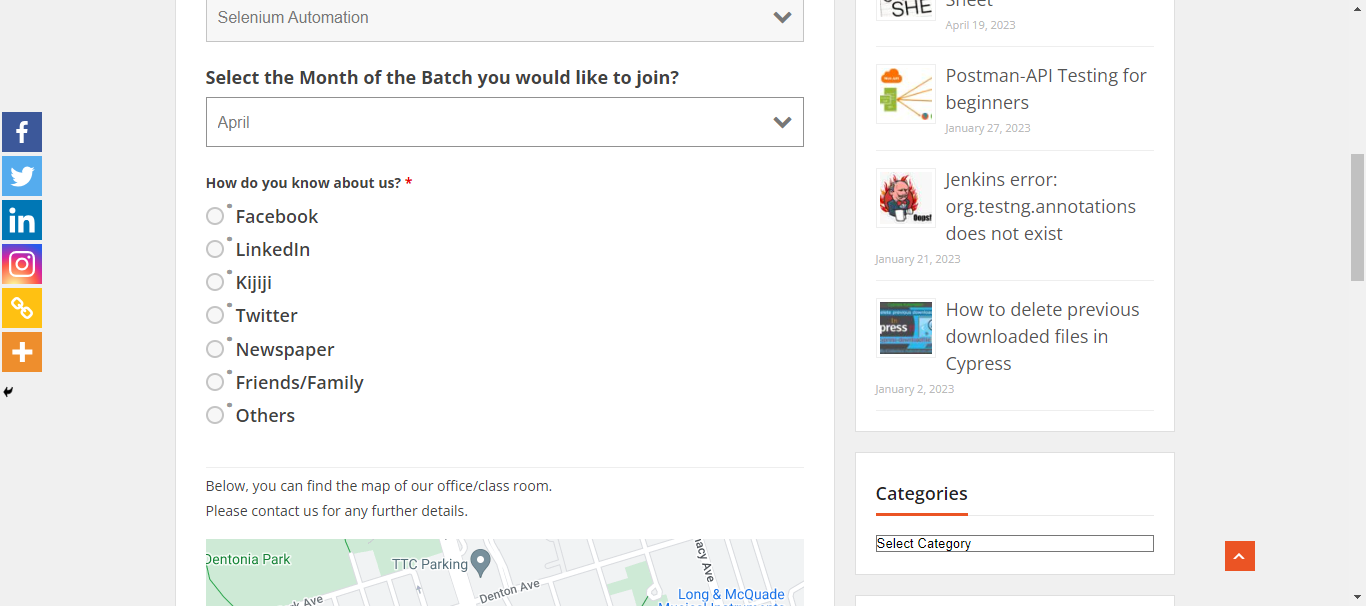 Selenium Automation
Select the Month of the Batch you would like to join?
April
How do you know about us? *
Facebook
LinkedIn
Kijiji
Twitter
Newspaper
Friends/Family
Others
Below, you can find the map of our office/class room.
Please contact us for any further details.
Dentonia Park
TTC Parking
Denton Ave
Ave
Long & McQuade
Musical Instruments
Sheet
April 19, 2023
Postman-API Testing for
beginners
January 27, 2023
Oops!
Jenkins error:
org.testng.annotations
does not exist
January 21, 2023
press
How to delete previous
downloaded files in
Cypress
January 2, 2023
Categories
Select Category